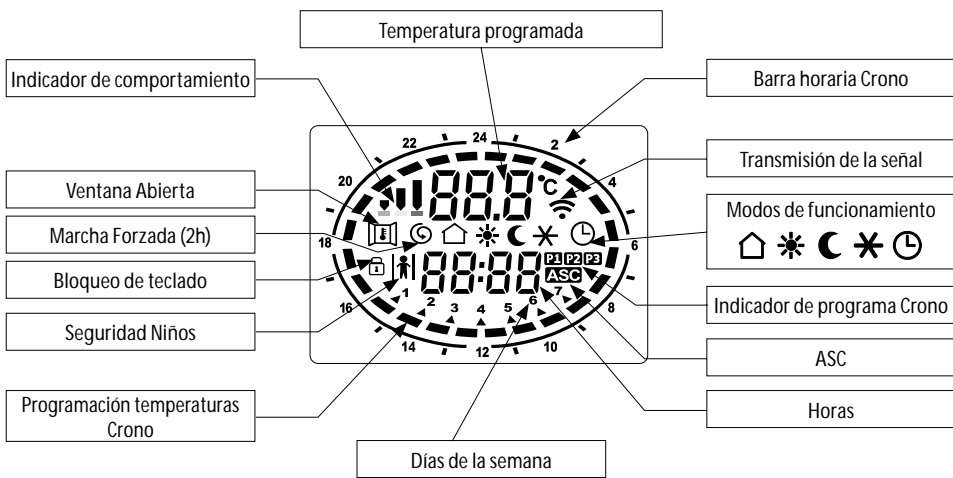 Temperatura programada
Indicador de comportamiento
Barra horaria Crono
Transmisión de la señal
Ventana Abierta
Modos de funcionamiento
Marcha Forzada (2h)
Bloqueo de teclado
Indicador de programa Crono
Seguridad Niños
ASC
Programación temperaturas
Crono
Horas
Días de la semana
22 24 2
20 4
88.8 °C
18 6
88:88 P1 P2 P3
ASC
1 2 3 4 5 6 7
16 8
14 12 10